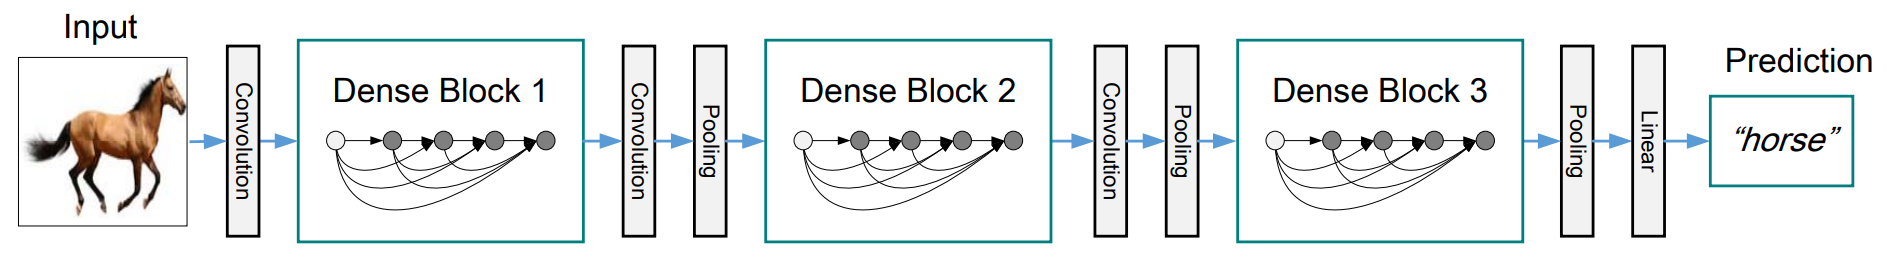 Input
Convolution
Dense Block 1
Convolution
Pooling
Dense Block 2
Convolution
Pooling
Dense Block 3
Pooling
Linear
Prediction
“horse”